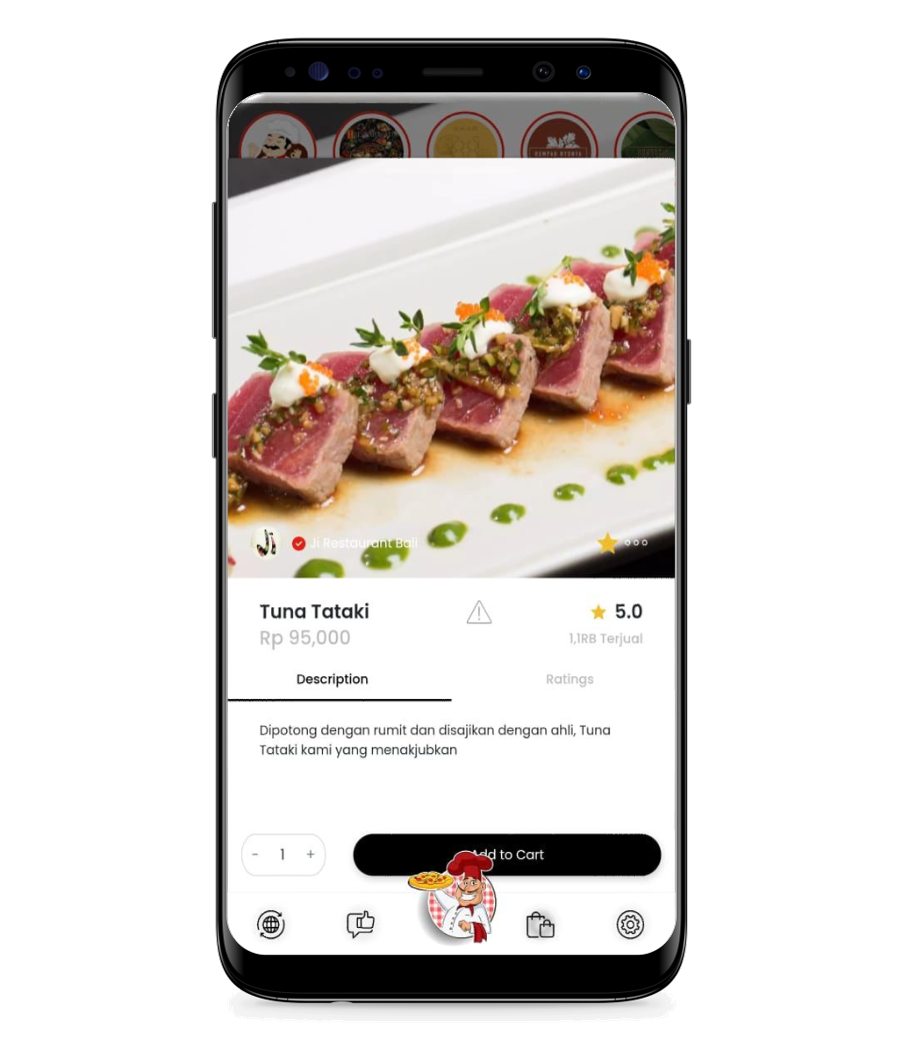 Ji Restaurant Bali
Tuna Tataki
5.0
Rp 95,000
1,1RB Terjual
Description
Ratings
Dipotong dengan rumit dan disajikan dengan ahli, Tuna
Tataki kami yang menakjubkan
- 1 +
Add to Cart